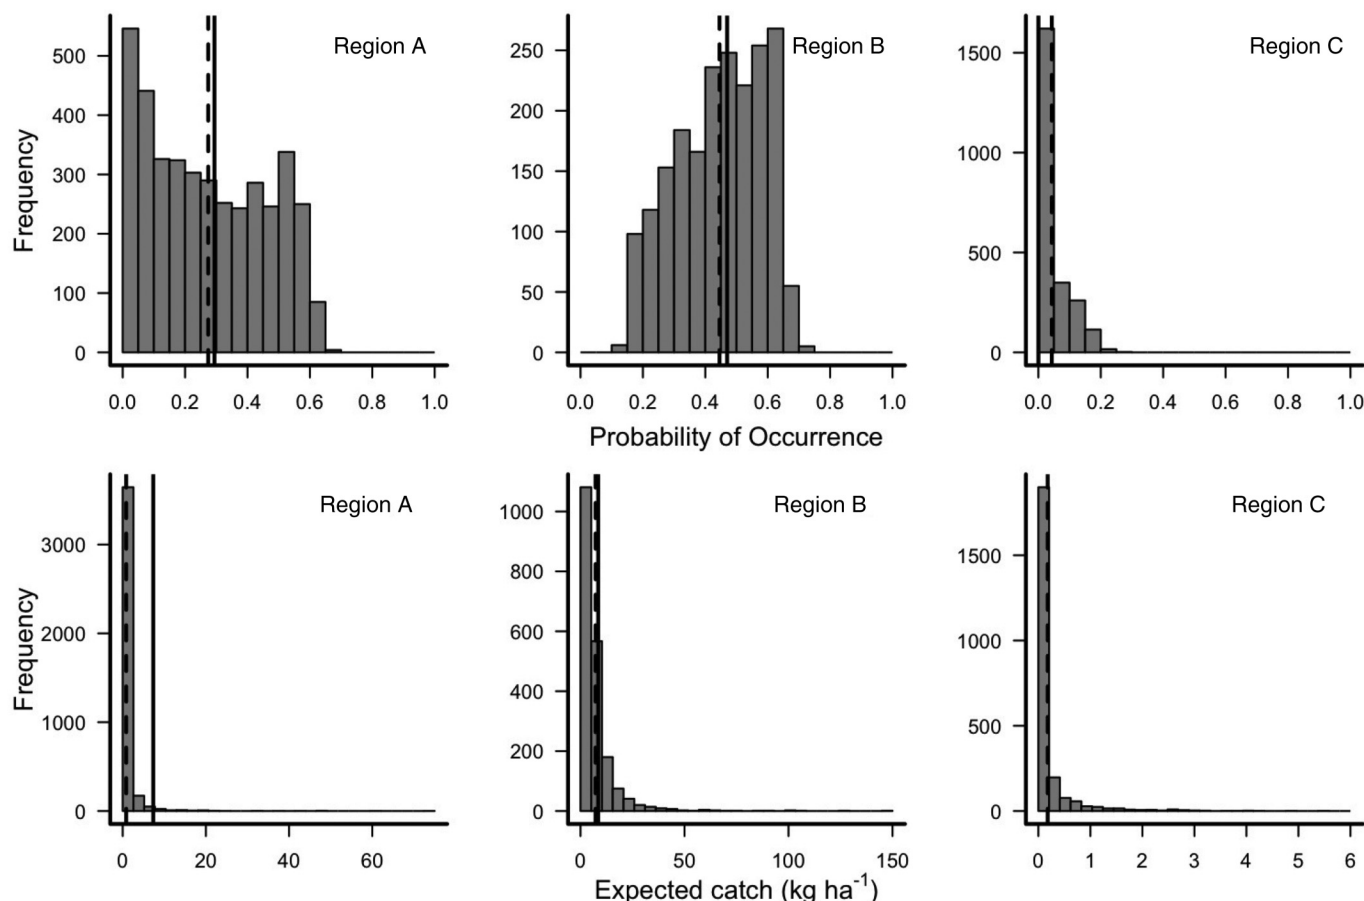 Region A
Region B
Region C
Frequency
500
400
300
200
100
0
0.0 0.2 0.4 0.6 0.8 1.0
250
200
150
100
50
0
0.0 0.2 0.4 0.6 0.8 1.0
1500
1000
500
0
0.0 0.2 0.4 0.6 0.8 1.0
Probability of Occurrence
Region A
Region B
Region C
Frequency
3000
2000
1000
0
0 20 40 60
1000
800
600
400
200
0
0 50 100 150
1500
1000
500
0
0 1 2 3 4 5 6
Expected catch (kg ha⁻¹)